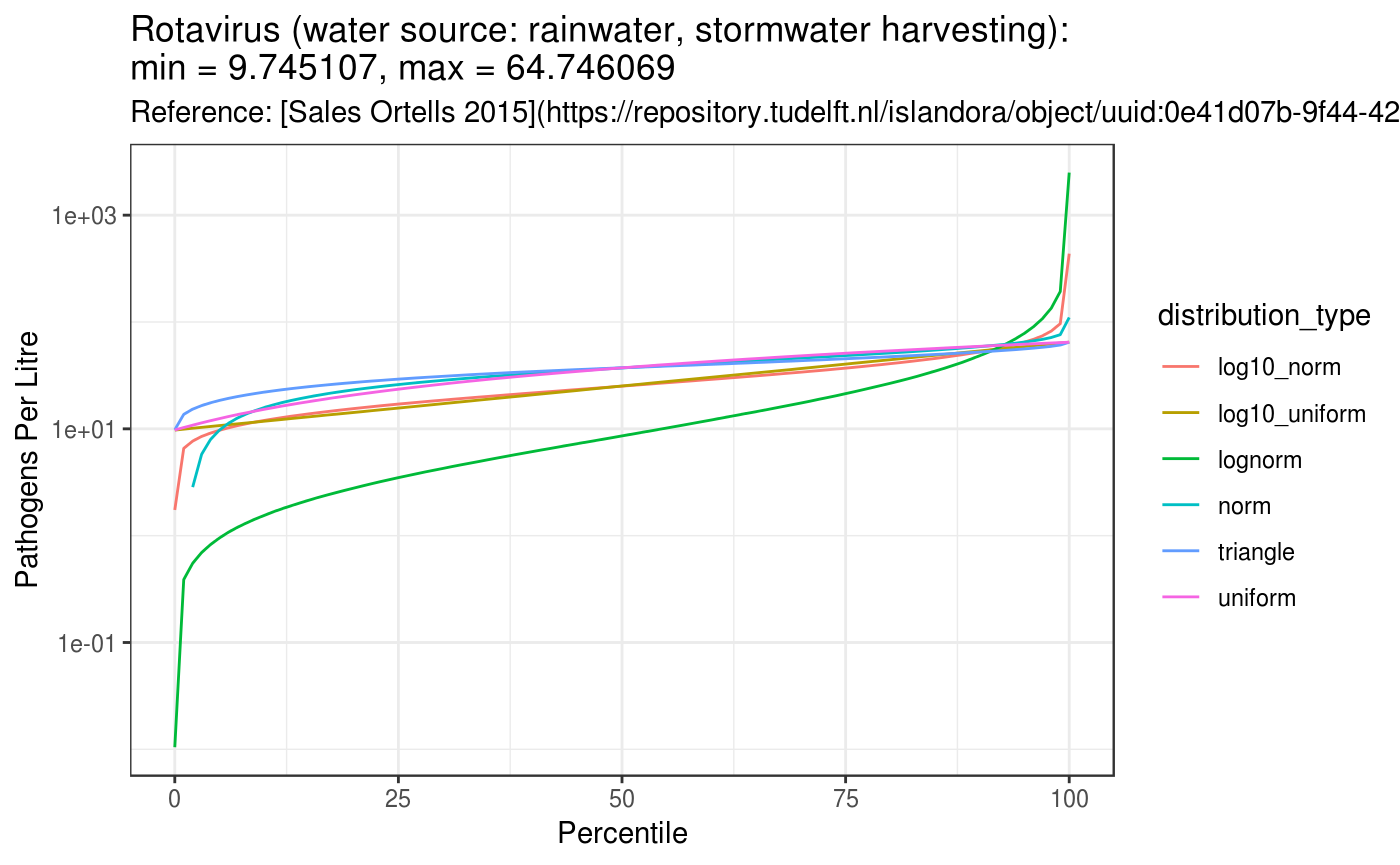 Rotavirus (water source: rainwater, stormwater harvesting):
min = 9.745107, max = 64.746069
Reference: [Sales Ortells 2015](https://repository.tudelft.nl/islandora/object/uuid:0e41d07b-9f44-42
Pathogens Per Litre
1e+03
1e+01
1e-01
0 25 50 75 100
Percentile
distribution_type
log10_norm
log10_uniform
lognorm
norm
triangle
uniform